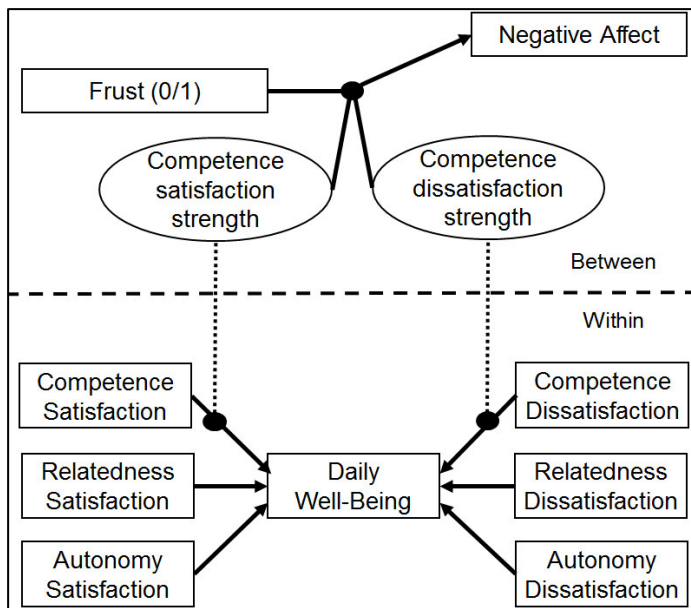 Negative Affect
Frust (0/1)
Competence
satisfaction
strength
Competence
dissatisfaction
strength
Between
Within
Competence
Satisfaction
Competence
Dissatisfaction
Relatedness
Satisfaction
Daily
Well-Being
Relatedness
Dissatisfaction
Autonomy
Satisfaction
Autonomy
Dissatisfaction